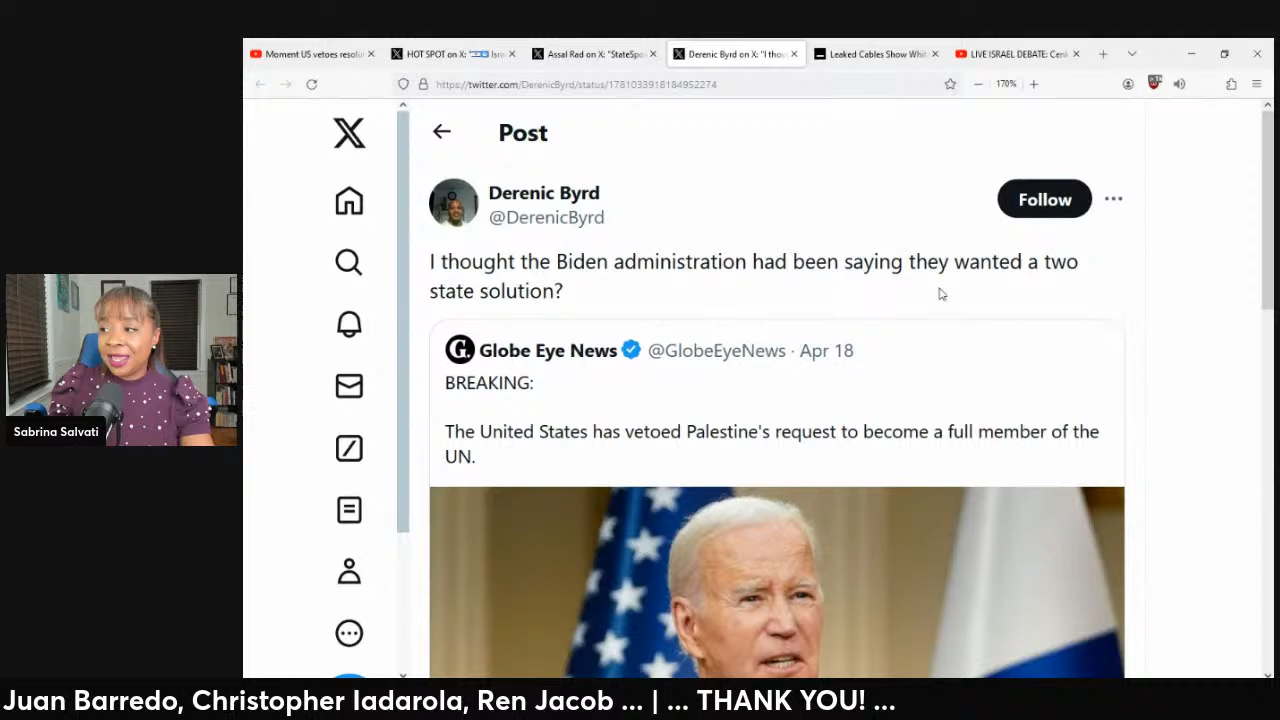 Moment US vetoes resolu
HOT SPOT on X: "
Isra
Assal Rad on X: "StateSpo
Derenic Byrd on X: "I thou
Leaked Cables Show Whit
LIVE ISRAEL DEBATE: Cen
https://twitter.com/DerenicByrd/status/1781033918184952274
170%
Post
Derenic Byrd
@DerenicByrd
Follow
I thought the Biden administration had been saying they wanted a two
state solution?
G.
Globe Eye News
@GlobeEyeNews · Apr 18
BREAKING:
The United States has vetoed Palestine's request to become a full member of the
UN.
Sabrina Salvati
Juan Barredo, Christopher Iadarola, Ren Jacob ... | ... THANK YOU! ...